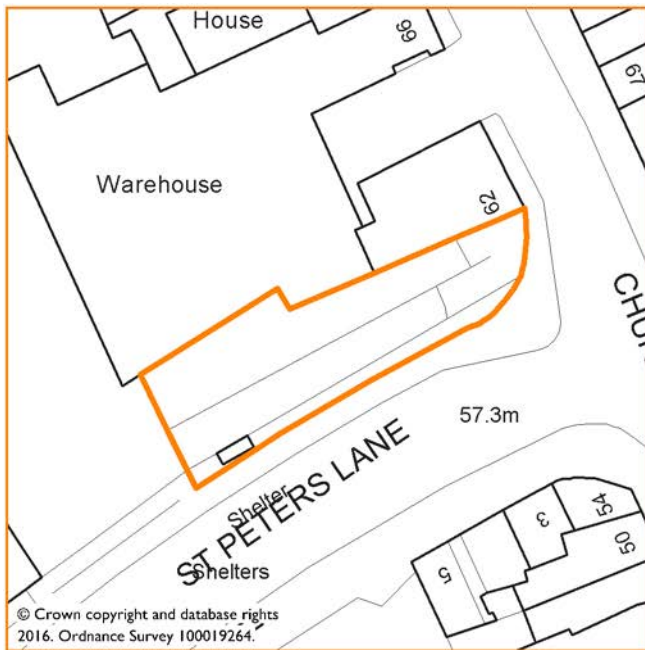 House
66
67
Warehouse
62
57.3m
ST PETERS LANE
Shelter
Shelters
3
54
5
50
© Crown copyright and database rights
2016. Ordnance Survey 100019264.